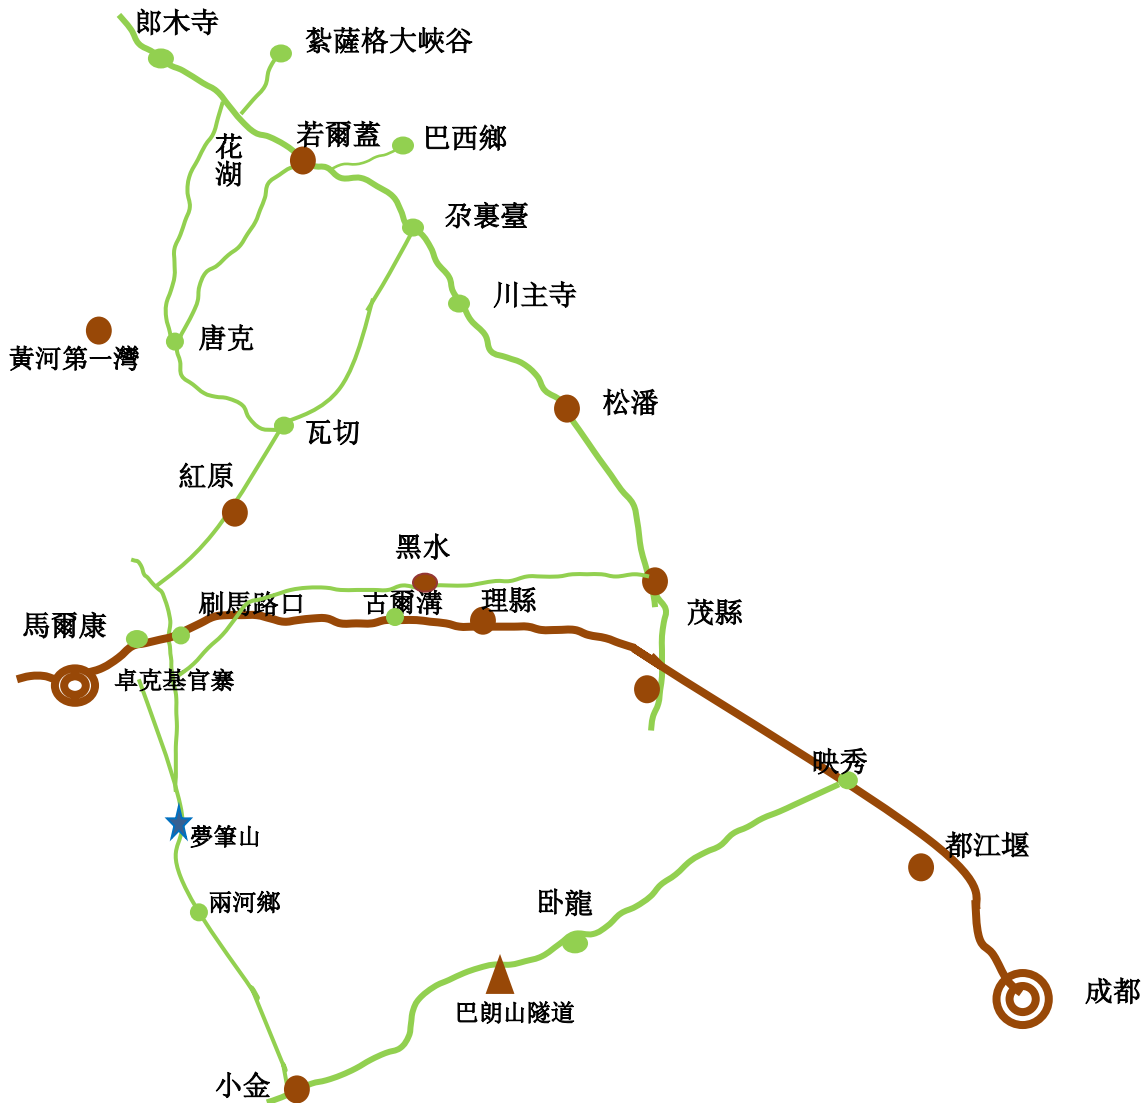 郎木寺
紮薩格大峽谷
若爾蓋
巴西鄉
花
湖
尕裏臺
川主寺
唐克
黃河第一灣
松潘
瓦切
紅原
黑水
刷馬路口
古爾溝
理縣
茂縣
馬爾康
卓克基官寨
映秀
夢筆山
都江堰
兩河鄉
卧龍
成都
巴朗山隧道
小金